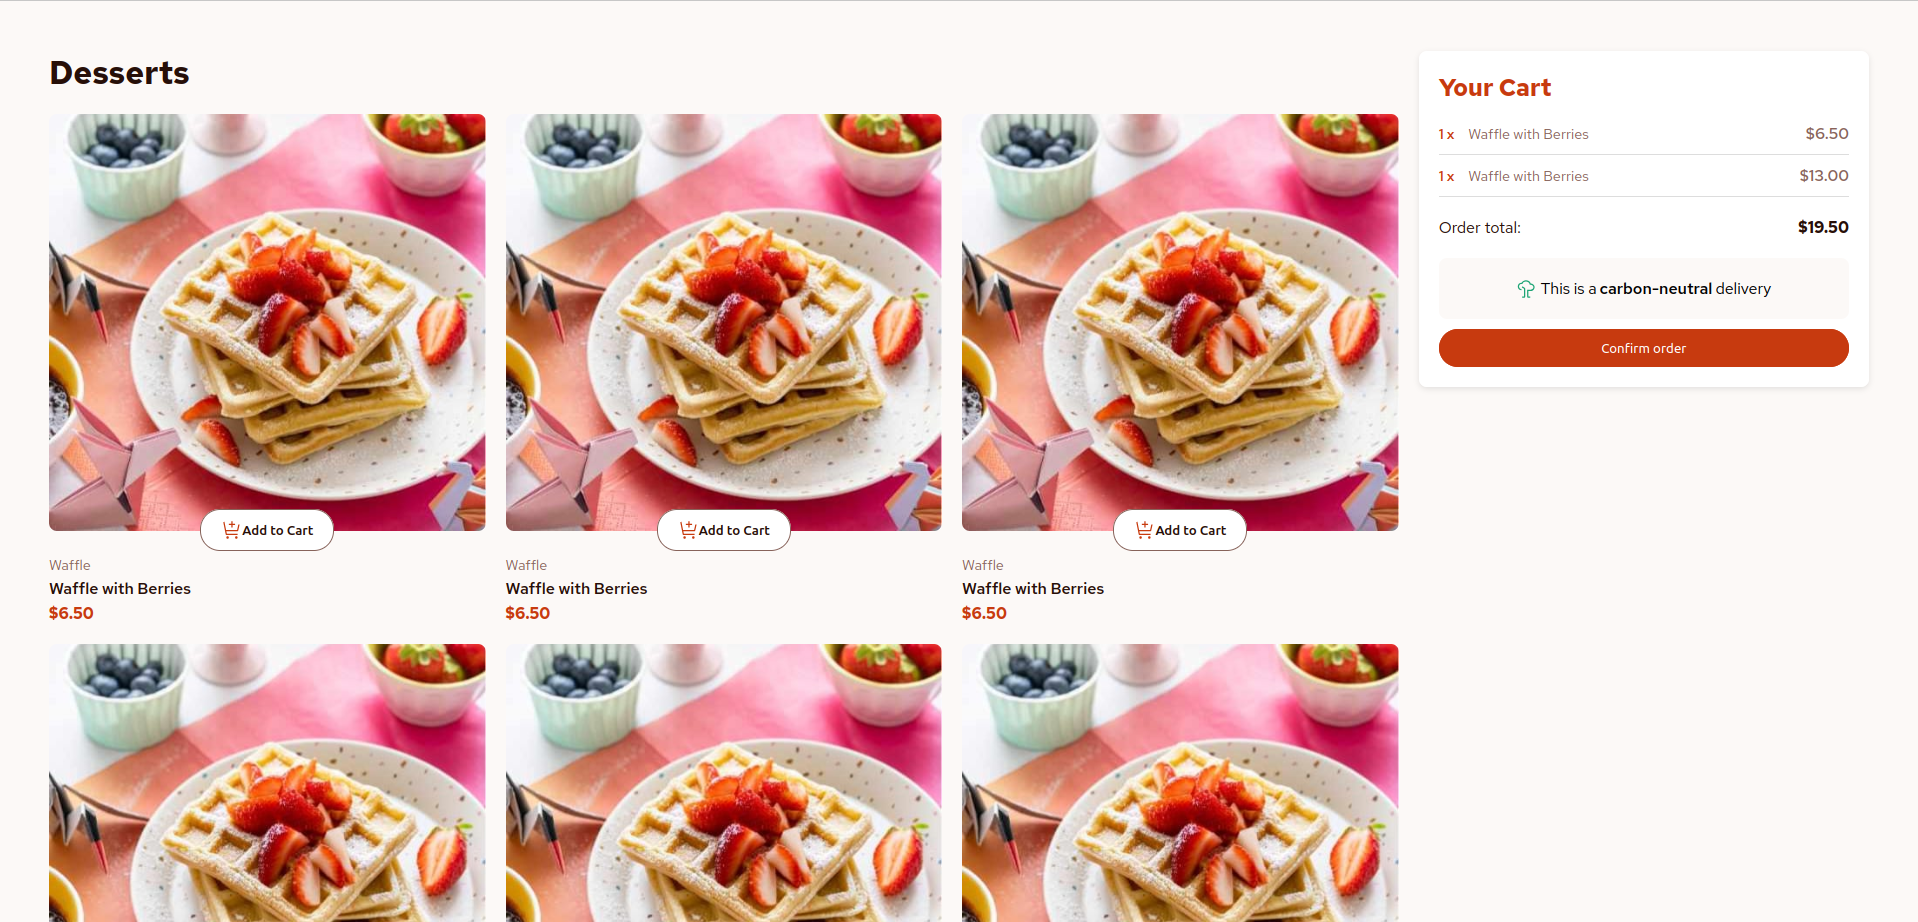 Desserts
Add to Cart
Waffle
Waffle with Berries
$6.50
Add to Cart
Waffle
Waffle with Berries
$6.50
Add to Cart
Waffle
Waffle with Berries
$6.50
Your Cart
1 x Waffle with Berries $6.50
1 x Waffle with Berries $13.00
Order total: $19.50
This is a carbon-neutral delivery
Confirm order